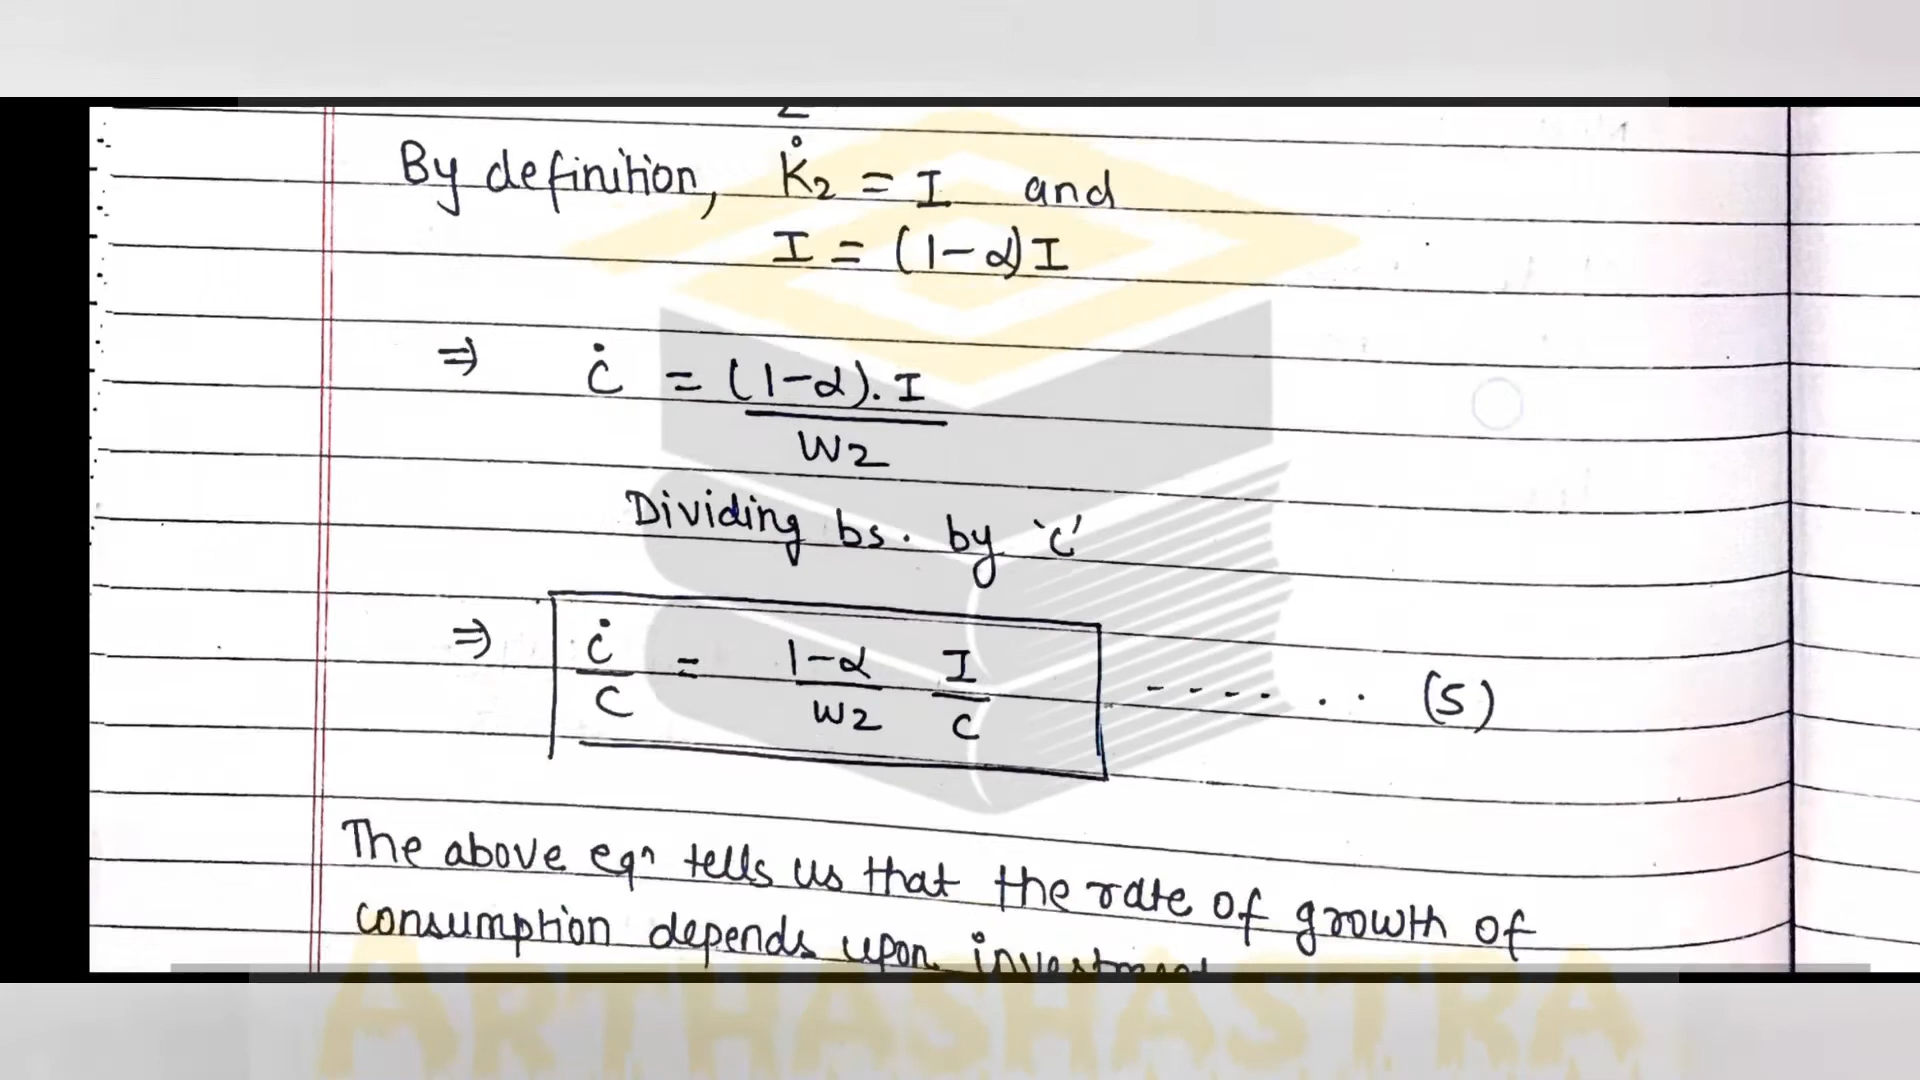 By definition, K̇2 = I and
I = (1-α)I
⇒ Ċ = (1-α). I
W2
Dividing bs. by 'c'
⇒ Ċ/C = 1-α/W2 I/C ------- (5)
The above eqn tells us that the rate of growth of
consumption depends upon investment
ARTHASHASTRA